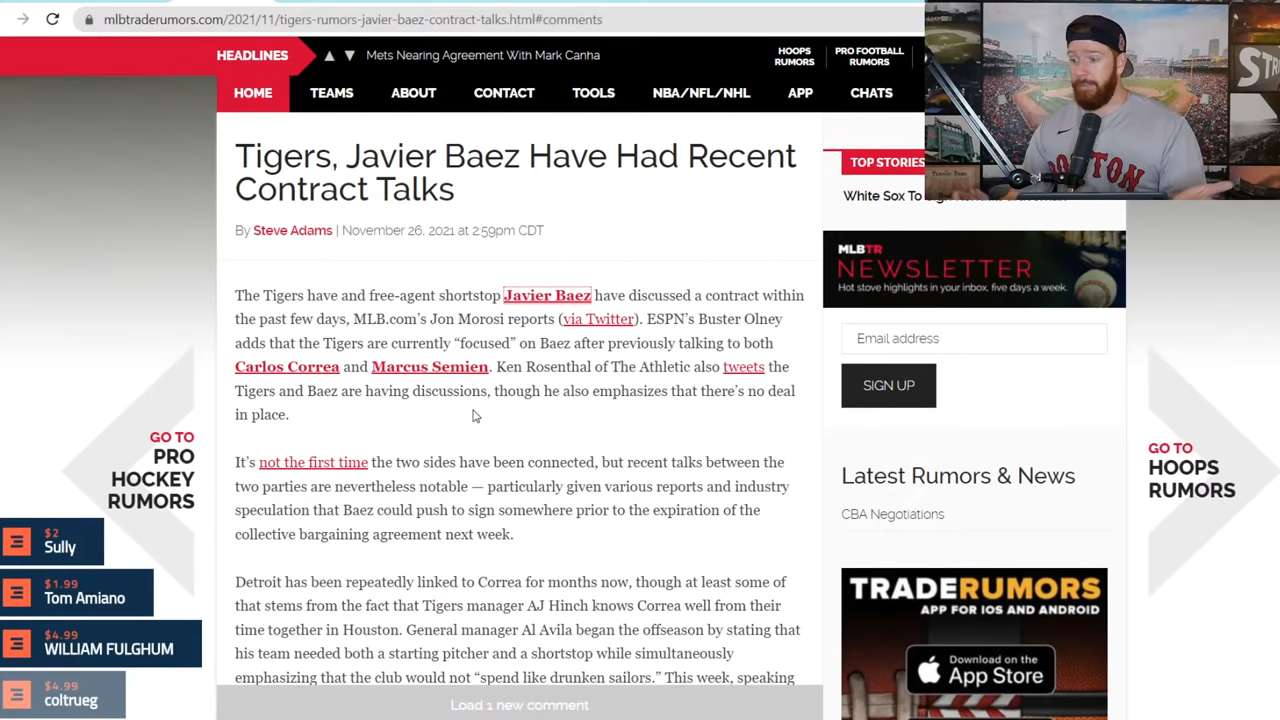 mlbtraderumors.com/2021/11/tigers-rumors-javier-baez-contract-talks.html#comments
HEADLINES
Mets Nearing Agreement With Mark Canha
HOOPS
RUMORS
PRO FOOTBALL
RUMORS
HOME
TEAMS
ABOUT
CONTACT
TOOLS
NBA/NFL/NHL
APP
CHATS
Tigers, Javier Baez Have Had Recent
Contract Talks
By Steve Adams | November 26, 2021 at 2:59pm CDT
The Tigers have and free-agent shortstop Javier Baez have discussed a contract within
the past few days, MLB.com’s Jon Morosi reports (via Twitter). ESPN’s Buster Olney
adds that the Tigers are currently “focused” on Baez after previously talking to both
Carlos Correa and Marcus Semien. Ken Rosenthal of The Athletic also tweets the
Tigers and Baez are having discussions, though he also emphasizes that there’s no deal
in place.
It’s not the first time the two sides have been connected, but recent talks between the
two parties are nevertheless notable — particularly given various reports and industry
speculation that Baez could push to sign somewhere prior to the expiration of the
collective bargaining agreement next week.
Detroit has been repeatedly linked to Correa for months now, though at least some of
that stems from the fact that Tigers manager AJ Hinch knows Correa well from their
time together in Houston. General manager Al Avila began the offseason by stating that
his team needed both a starting pitcher and a shortstop while simultaneously
emphasizing that the club would not “spend like drunken sailors.” This week, speaking
Load 1 new comment
TOP STORIES
White Sox To
BOSTON
MLBTR
NEWSLETTER
Hot stove highlights in your inbox, five days a week.
Email address
SIGN UP
Latest Rumors & News
CBA Negotiations
TRADERUMORS
APP FOR IOS AND ANDROID
Download on the
App Store
GO TO
PRO
HOCKEY
RUMORS
GO TO
HOOPS
RUMORS
$2
Sully
$1.99
Tom Amiano
$4.99
WILLIAM FULGHUM
$4.99
coltrueg